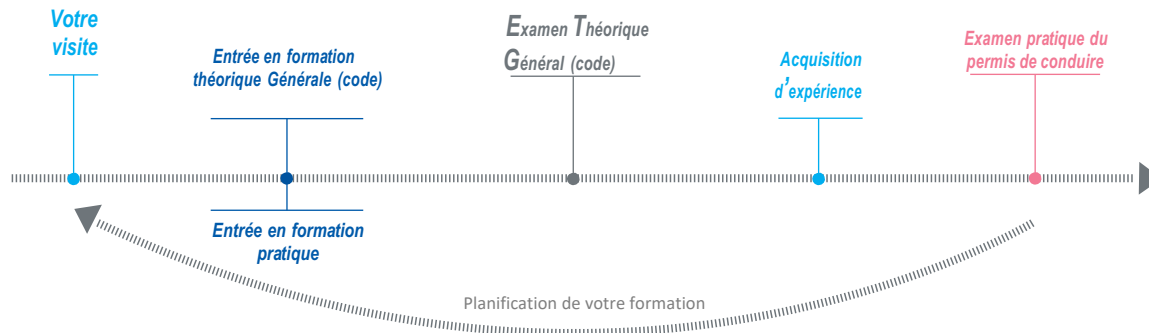 Votre
visite
Entrée en formation
théorique Générale (code)
Examen Théorique
Général (code)
Acquisition
d'expérience
Examen pratique du
permis de conduire
Entrée en formation
pratique
Planification de votre formation